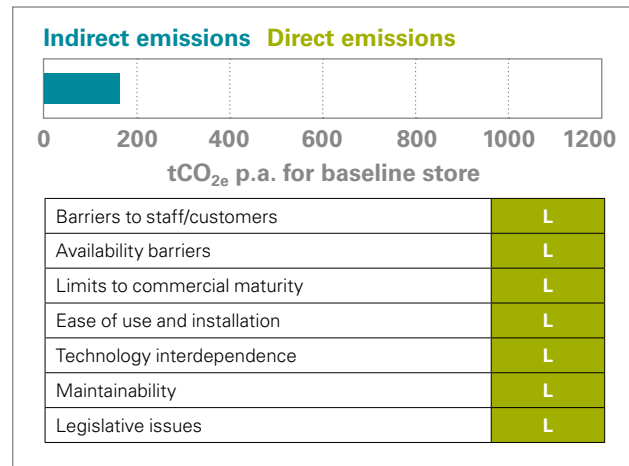 Indirect emissions Direct emissions
0 200 400 600 800 1000 1200
tCO2e p.a. for baseline store
Barriers to staff/customers L
Availability barriers L
Limits to commercial maturity L
Ease of use and installation L
Technology interdependence L
Maintainability L
Legislative issues L